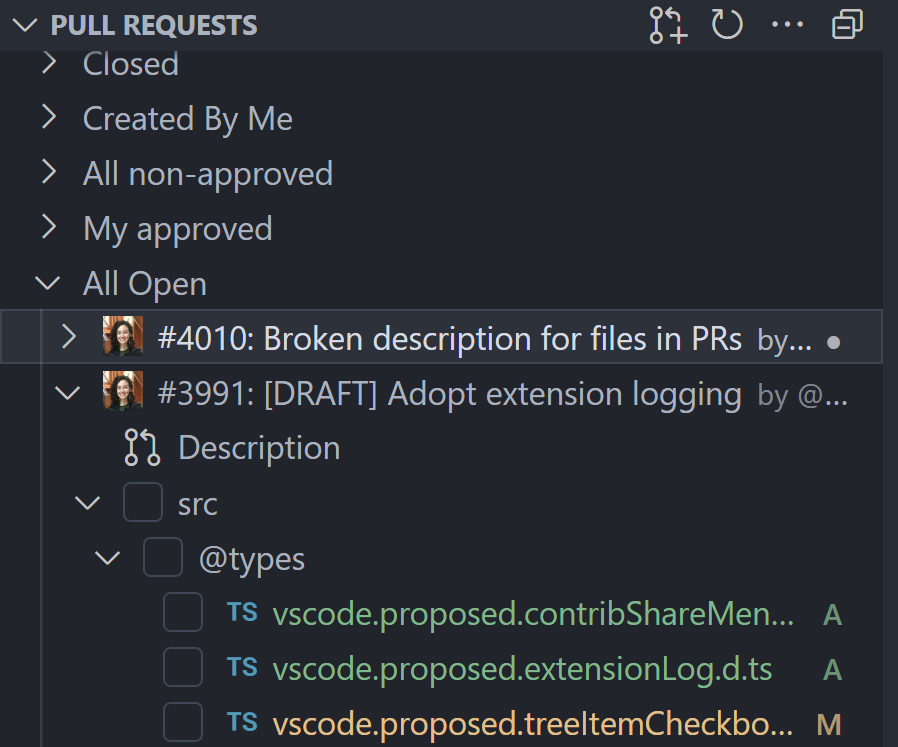 PULL REQUESTS
Closed
Created By Me
All non-approved
My approved
All Open
#4010: Broken description for files in PRs by...
#3991: [DRAFT] Adopt extension logging by @...
Description
src
@types
TS vscode.proposed.contribShareMen... A
TS vscode.proposed.extensionLog.d.ts A
TS vscode.proposed.treeItemCheckbo... M